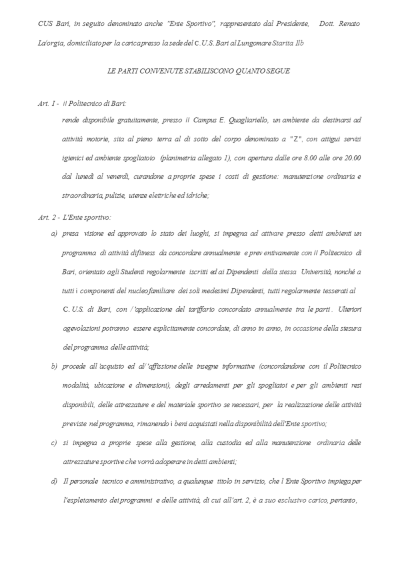 CUS Bari, in seguito denominato anche "Ente Sportivo", rappresentato dal Presidente, Dott. Renato
La/orgia, domiciliato per la carica presso la sede del C. U.S. Bari al Lungomare Starita IIb
LE PARTI CONVENUTE STABILISCONO QUANTO SEGUE
Art. 1 - il Politecnico di Bari:
rende disponibile gratuitamente, presso il Campus E. Quagliariello, un ambiente da destinarsi ad
attività motorie, sita al pieno terra al di sotto del corpo denominato a "Z", con attigui servizi
igienici ed ambiente spogliatoio (planimetria allegato 1), con apertura dalle ore 8.00 alle ore 20.00
dal lunedì al venerdì, curandone a proprie spese i costi di gestione: manutenzione ordinaria e
straordinaria, pulizie, utenze elettriche ed idriche;
Art. 2 - L'Ente sportivo:
a) presa visione ed approvato lo stato dei luoghi, si impegna ad attivare presso detti ambienti un
programma di attività difitness da concordare annualmente e prev entivamente con il Politecnico di
Bari, orientato agli Studenti regolarmente iscritti ed ai Dipendenti della stessa Università, nonché a
tutti i componenti del nucleo familiare dei soli medesimi Dipendenti, tutti regolarmente tesserati al
C. U.S. di Bari, con l'applicazione del tariffario concordato annualmente tra le parti. Ulteriori
agevolazioni potranno essere esplicitamente concordate, di anno in anno, in occasione della stesura
del programma delle attività;
b) procede all'acquisto ed al/'affissione delle insegne informative (concordandone con il Politecnico
modalità, ubicazione e dimensioni), degli arredamenti per gli spogliatoi e per gli ambienti resi
disponibili, delle attrezzature e del materiale sportivo se necessari, per la realizzazione delle attività
previste nel programma, rimanendo i beni acquistati nella disponibilità dell'Ente sportivo;
c) si impegna a proprie spese alla gestione, alla custodia ed alla manutenzione ordinaria delle
attrezzature sportive che vorrà adoperare in detti ambienti;
d) Il personale tecnico e amministrativo, a qualunque titolo in servizio, che l'Ente Sportivo impiega per
l'espletamento dei programmi e delle attività, di cui all'art. 2, è a suo esclusivo carico, pertanto,